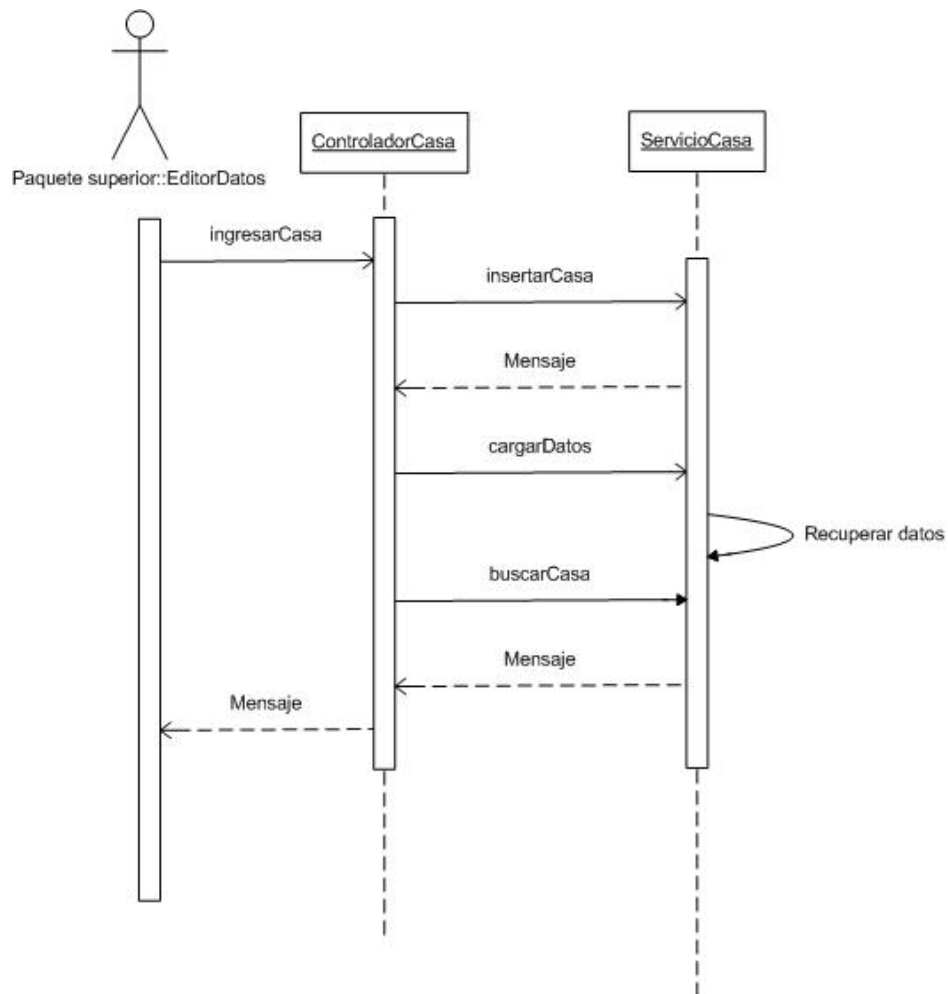 ControladorCasa
ServicioCasa
Paquete superior::EditorDatos
ingresarCasa
insertarCasa
Mensaje
cargarDatos
Recuperar datos
buscarCasa
Mensaje
Mensaje